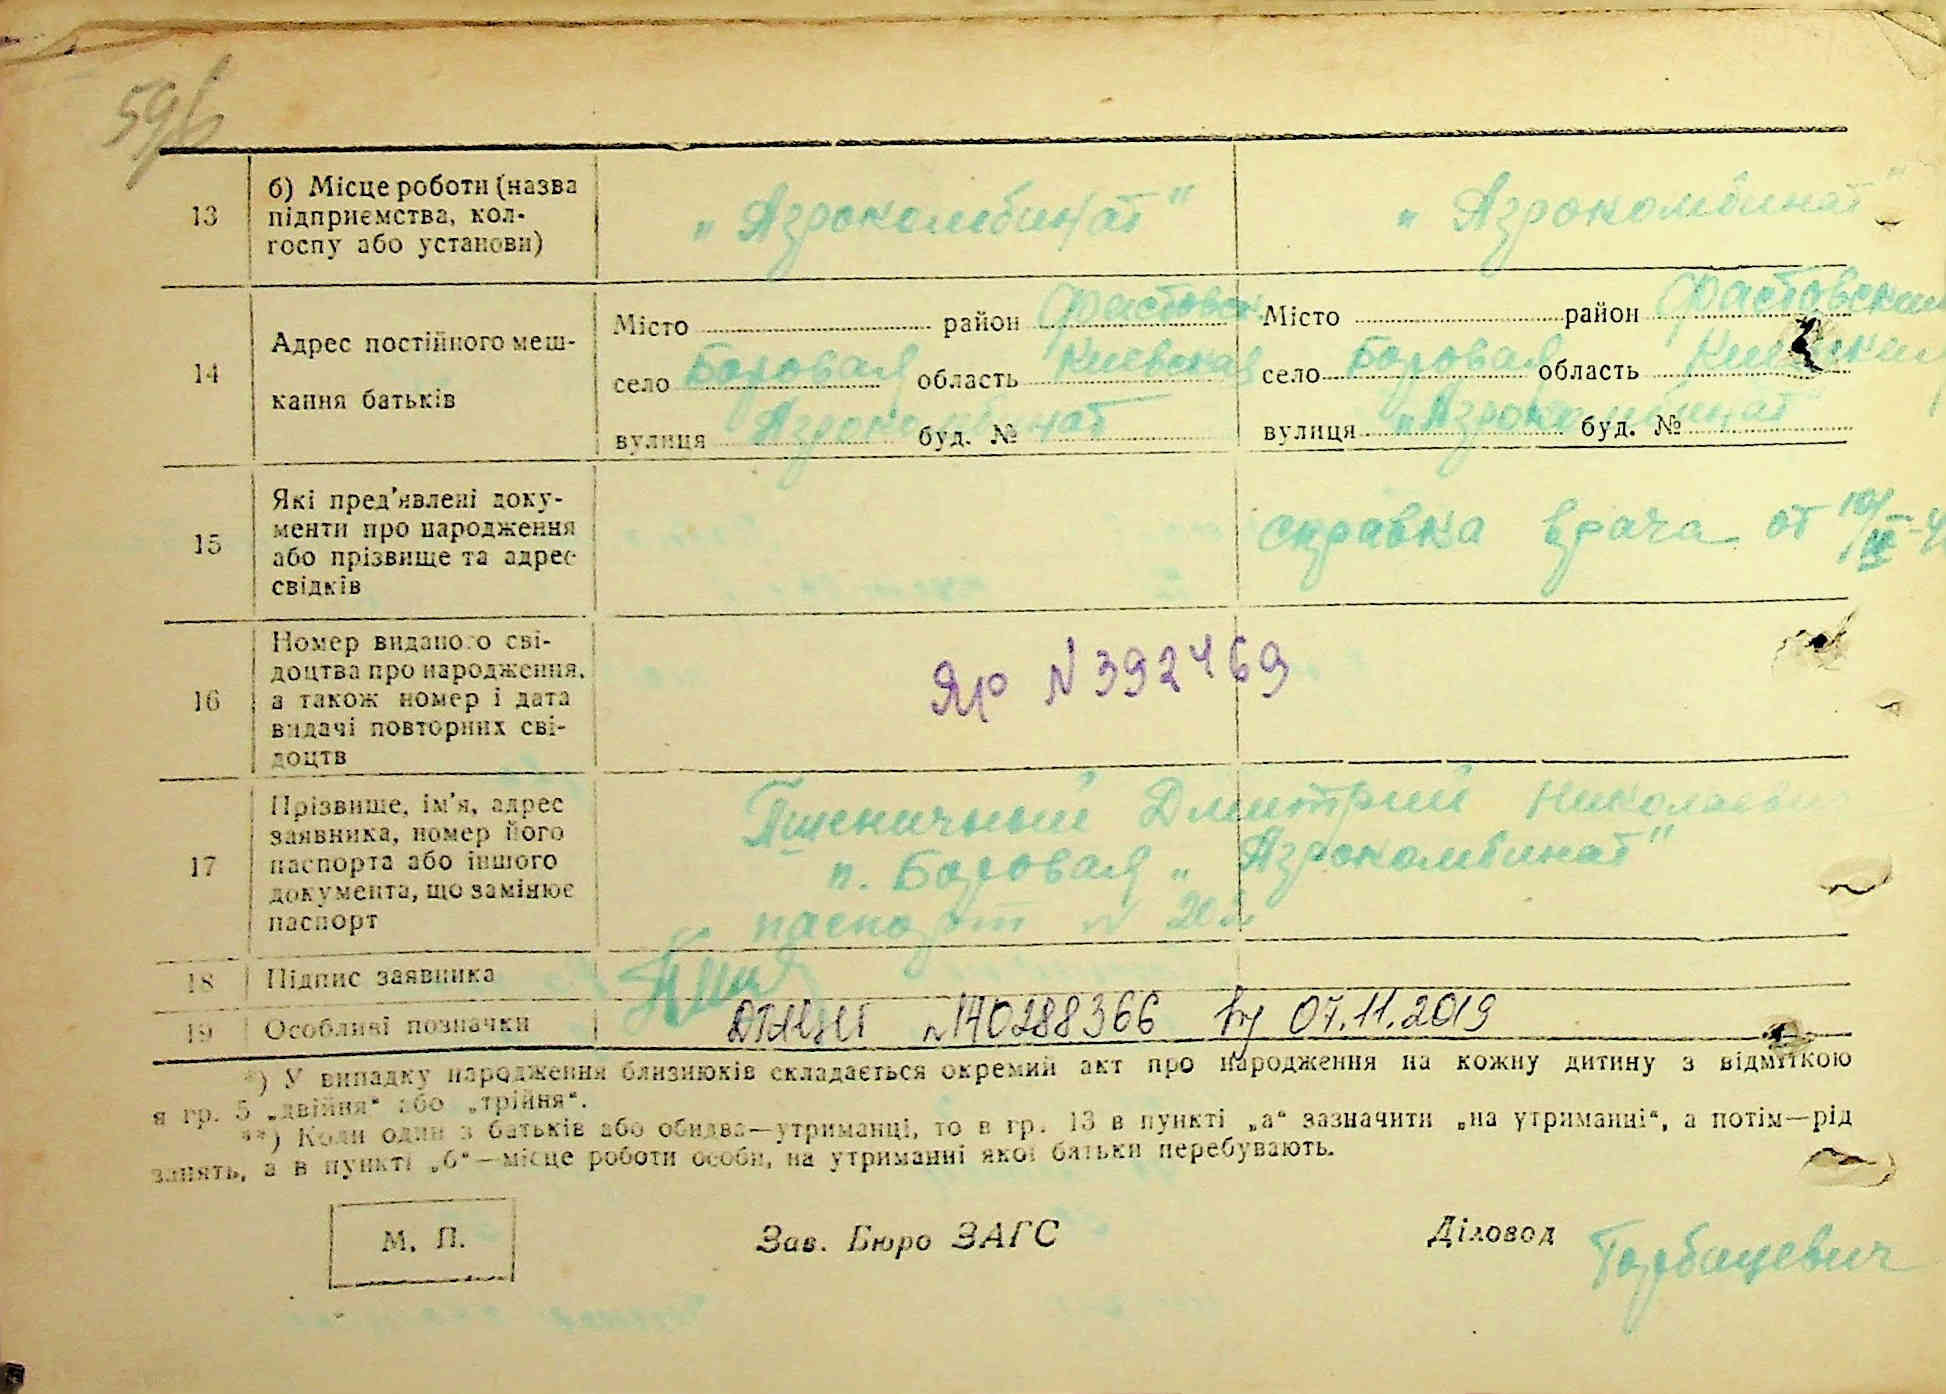 59б
13 б) Місце роботи (назва підприємства, кол-госпу або установи) „Агрокомбинат" „Агрокомбинат"
14 Адрес постійного меш-кання батьків
Місто район Фастовск Місто район Фастовский
село Боровая область Киевская село Боровая область Киевская
вулиця Агрокомбинат буд. № вулиця „Агрокомбинат" буд. №
15 Які пред'явлені доку-
менти про народження
або прізвище та адрес
свідків
справка врача от
16 Номер виданого сві-
доцтва про народження,
а також номер і дата
видачі повторних сві-
доцтв
N 392469
17 Прізвище, ім'я, адрес
заявника, номер його
паспорта або іншого
документа, що замінює
паспорт
Пшеничный Дмитрий Николаевич
п. Боровая „Агрокомбинат"
паспорт N
18 Підпис заявника
19 Особливі позначки N140288366 07.11.2019
*) У випадку народження близнюків складається окремий акт про народження на кожну дитину з відміткою
в гр. 5 „двійня" або „трійня".
**) Коли один з батьків або обидва—утриманці, то в гр. 13 в пункті „а" зазначити „на утриманні", а потім—рід
занять, а в пункті „б"—місце роботи особи, на утриманні якої батьки перебувають.
М. П. Зав. Бюро ЗАГС Діловод Горбацевич